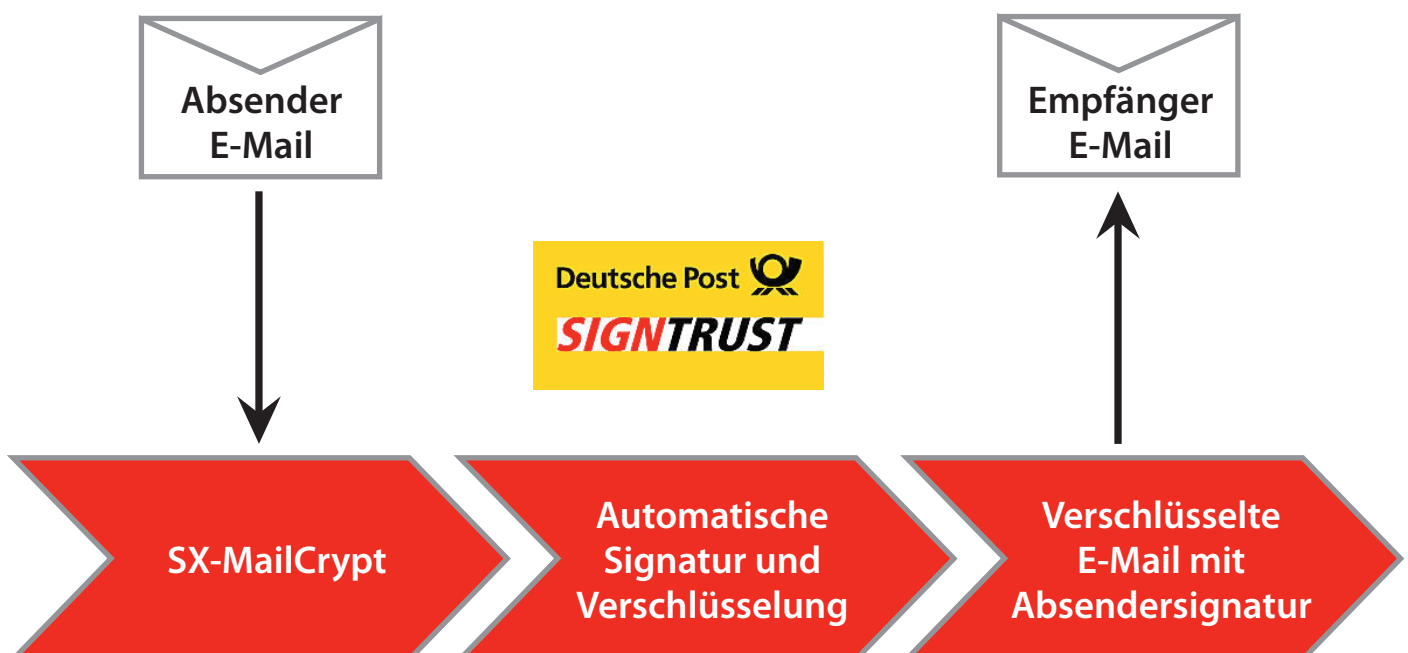 Absender
E-Mail
Empfänger
E-Mail
Deutsche Post
SIGNTRUST
SX-MailCrypt
Automatische
Signatur und
Verschlüsselung
Verschlüsselte
E-Mail mit
Absendersignatur